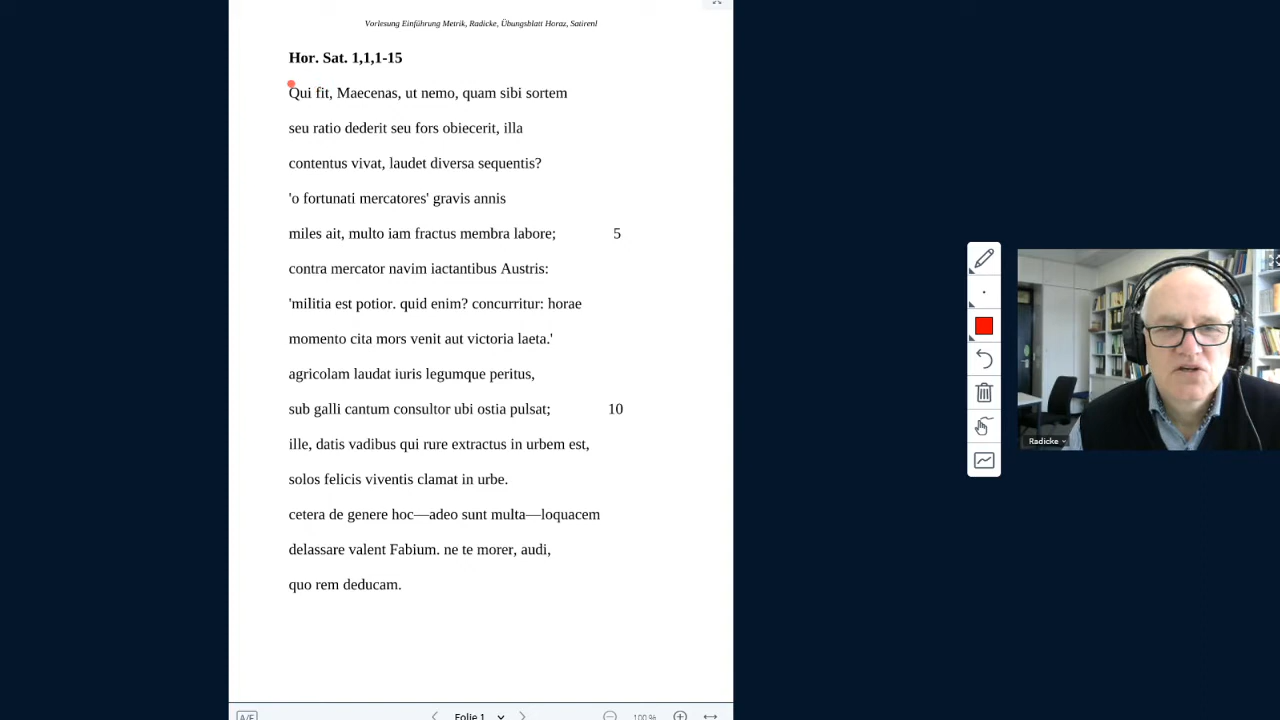 Vorlesung Einführung Metrik, Radicke, Übungsblatt Horaz, Satiren1
Hor. Sat. 1,1,1-15
Qui fit, Maecenas, ut nemo, quam sibi sortem
seu ratio dederit seu fors obiecerit, illa
contentus vivat, laudet diversa sequentis?
'o fortunati mercatores' gravis annis
miles ait, multo iam fractus membra labore; 5
contra mercator navim iactantibus Austris:
'militia est potior. quid enim? concurritur: horae
momento cita mors venit aut victoria laeta.'
agricolam laudat iuris legumque peritus,
sub galli cantum consultor ubi ostia pulsat; 10
ille, datis vadibus qui rure extractus in urbem est,
solos felicis viventis clamat in urbe.
cetera de genere hoc—adeo sunt multa—loquacem
delassare valent Fabium. ne te morer, audi,
quo rem deducam.
Radicke
A/F
Folie 1
100 %